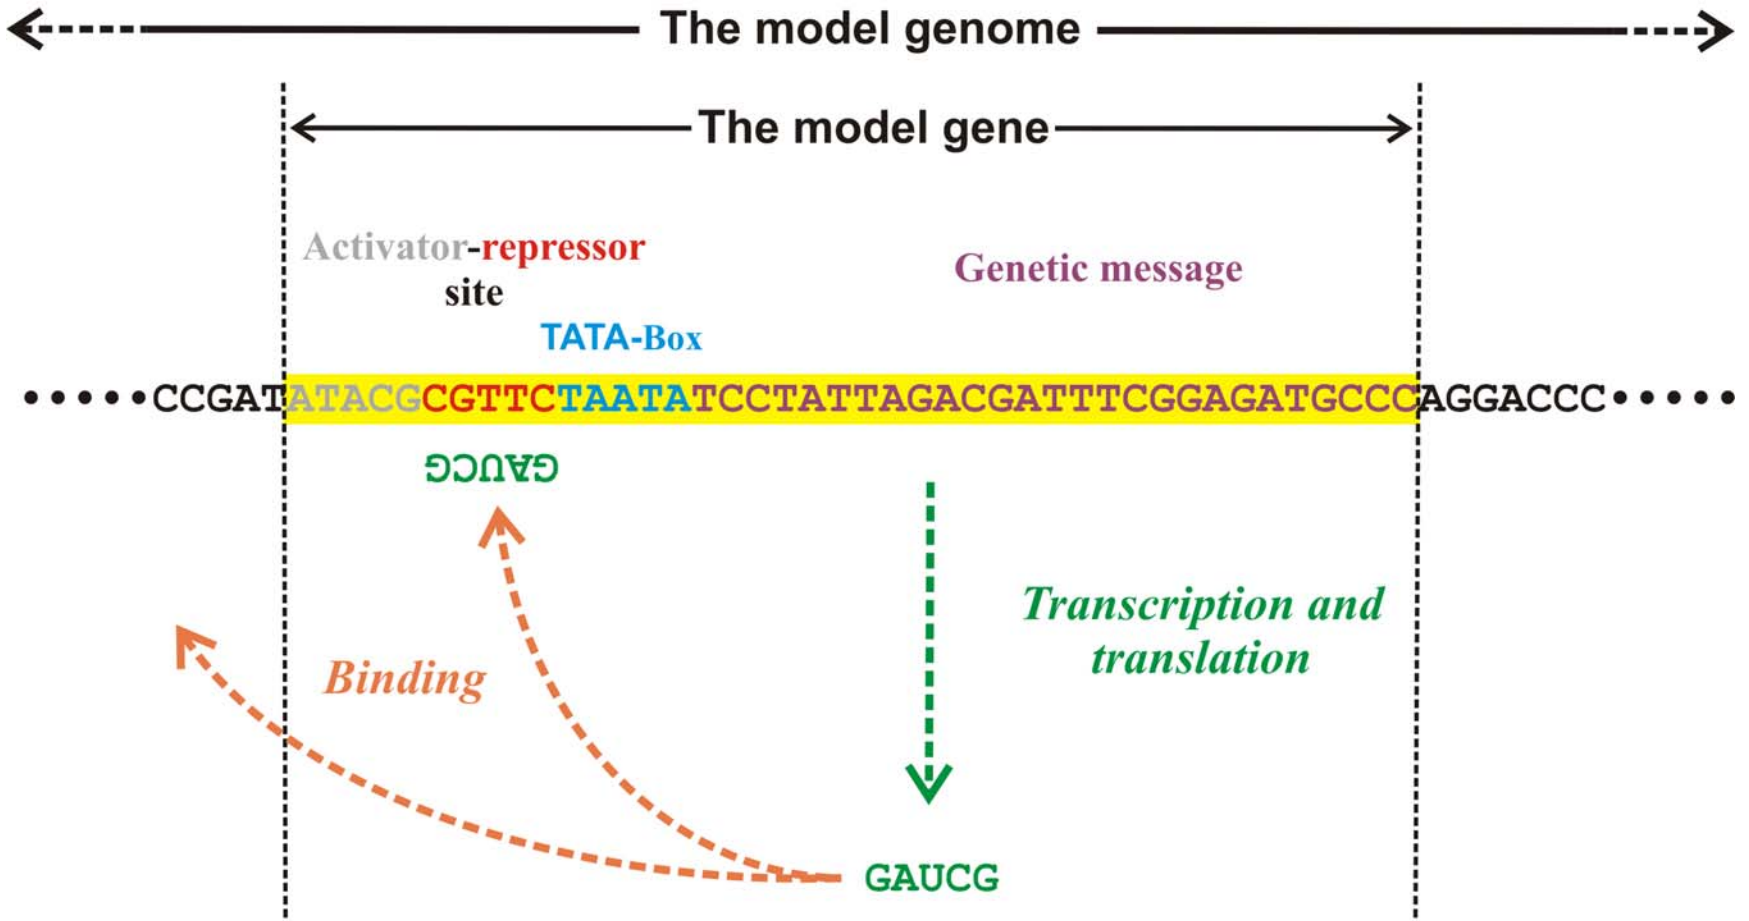 The model genome
The model gene
Activator-repressor
site
Genetic message
TATA-Box
•••••CCGATATACGCGTTCTAATATCCTATTAGACGATTTCGGAGATGCCCAGGACCC•••••
GAUCG
Transcription and
translation
Binding
GAUCG